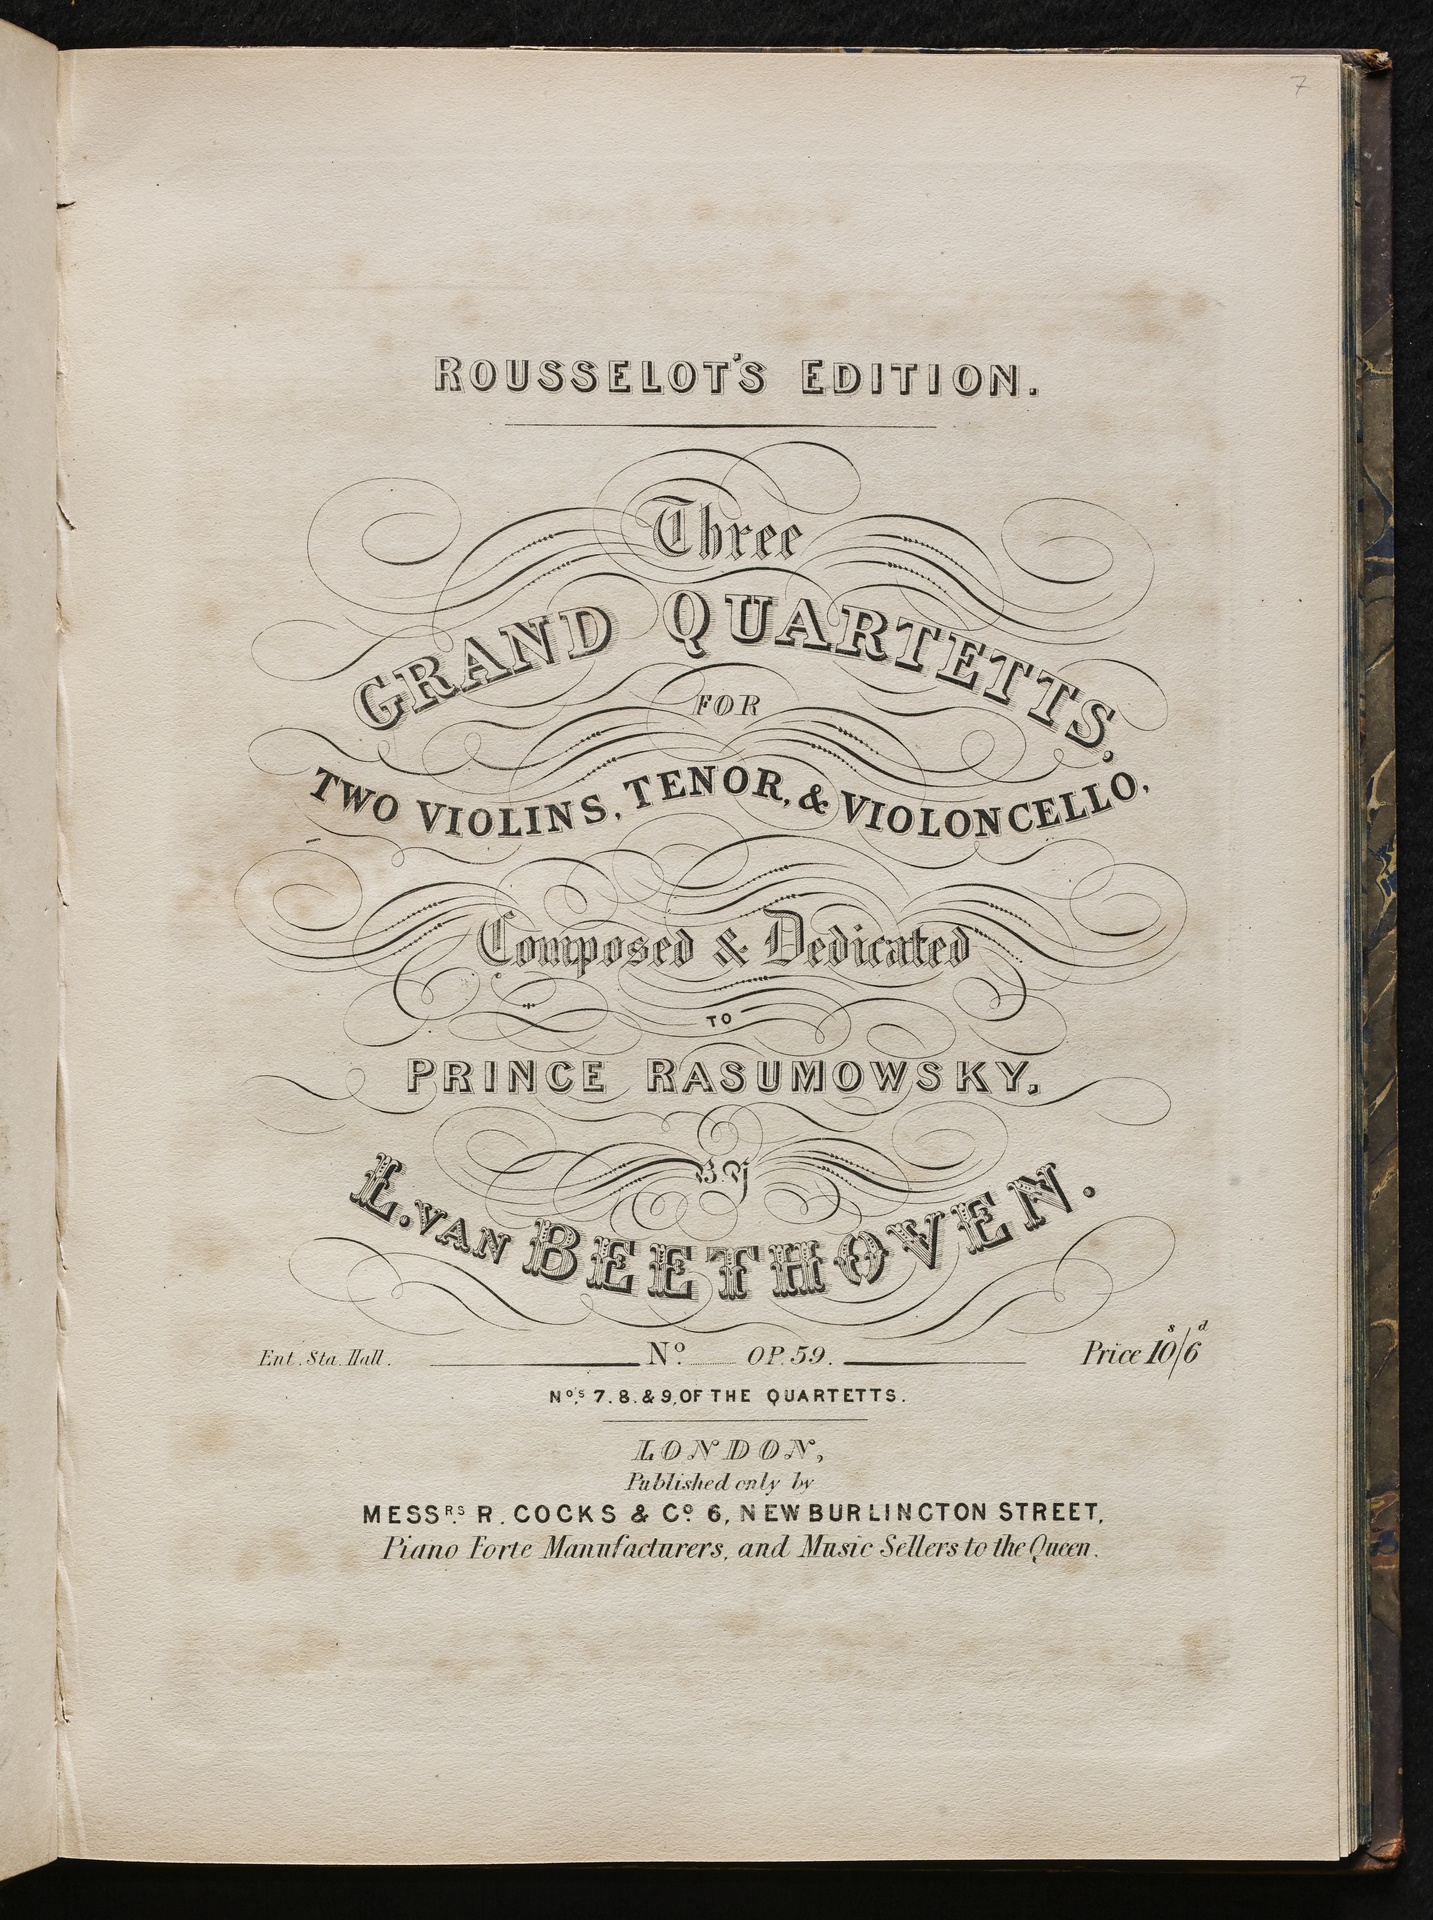 7
ROUSSELOT'S EDITION.
Three
GRAND QUARTETTS,
FOR
TWO VIOLINS, TENOR, & VIOLONCELLO,
Composed & Dedicated
TO
PRINCE RASUMOWSKY,
BY
L. VAN BEETHOVEN.
Ent. Sta. Hall. Nº. OP. 59. Price 10s/6d
Nos. 7. 8. & 9, OF THE QUARTETTS.
LONDON,
Published only by
MESSRS. R. COCKS & Cº. 6, NEW BURLINGTON STREET,
Piano Forte Manufacturers, and Music Sellers to the Queen.